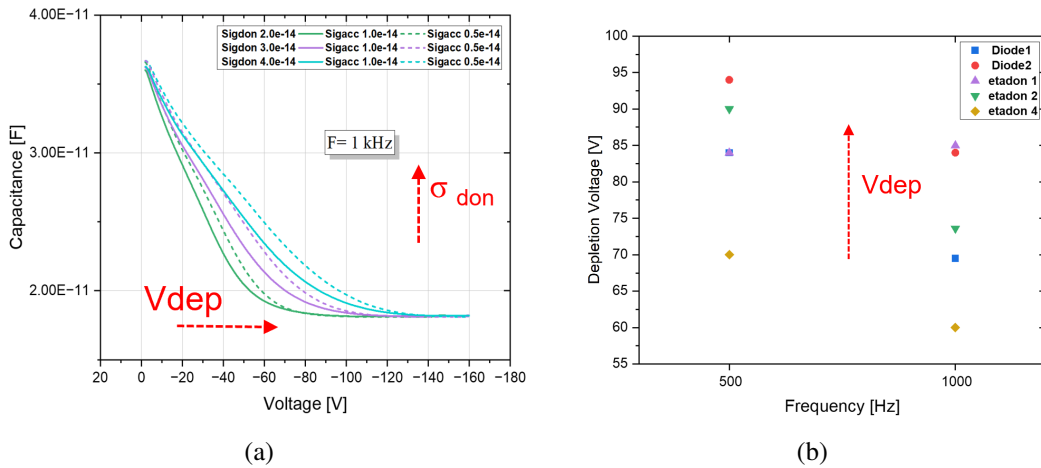 4.00E−11
3.00E−11
2.00E−11
Capacitance [F]
Sigdon 2.0e-14 Sigacc 1.0e-14 Sigacc 0.5e-14
Sigdon 3.0e-14 Sigacc 1.0e-14 Sigacc 0.5e-14
Sigdon 4.0e-14 Sigacc 1.0e-14 Sigacc 0.5e-14
F= 1 kHz
σ don
Vdep
20 0 −20 −40 −60 −80 −100 −120 −140 −160 −180
Voltage [V]
(a)
100
95
90
85
80
75
70
65
60
55
Depletion Voltage [V]
Diode1
Diode2
etadon 1
etadon 2
etadon 4
Vdep
500 1000
Frequency [Hz]
(b)